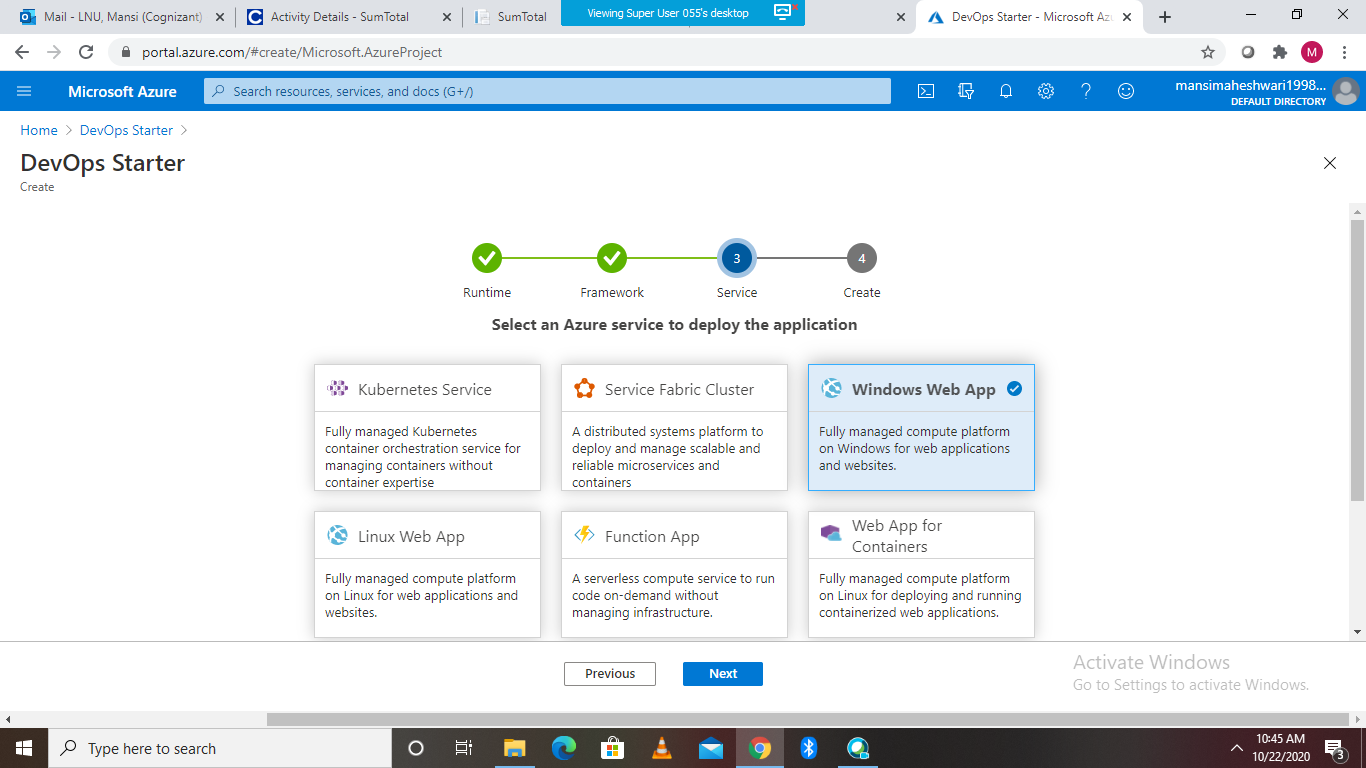 Mail - LNU, Mansi (Cognizant)
Activity Details - SumTotal
SumTotal
Viewing Super User 055's desktop
DevOps Starter - Microsoft Azu
portal.azure.com/#create/Microsoft.AzureProject
M
Microsoft Azure
Search resources, services, and docs (G+/)
mansimaheshwari1998...
DEFAULT DIRECTORY
Home > DevOps Starter >
DevOps Starter
Create
3
4
Runtime
Framework
Service
Create
Select an Azure service to deploy the application
Kubernetes Service
Fully managed Kubernetes
container orchestration service for
managing containers without
container expertise
Service Fabric Cluster
A distributed systems platform to
deploy and manage scalable and
reliable microservices and
containers
Windows Web App
Fully managed compute platform
on Windows for web applications
and websites.
Linux Web App
Fully managed compute platform
on Linux for web applications and
websites.
Function App
A serverless compute service to run
code on-demand without
managing infrastructure.
Web App for
Containers
Fully managed compute platform
on Linux for deploying and running
containerized web applications.
Previous
Next
Activate Windows
Go to Settings to activate Windows.
Type here to search
10:45 AM
10/22/2020
3